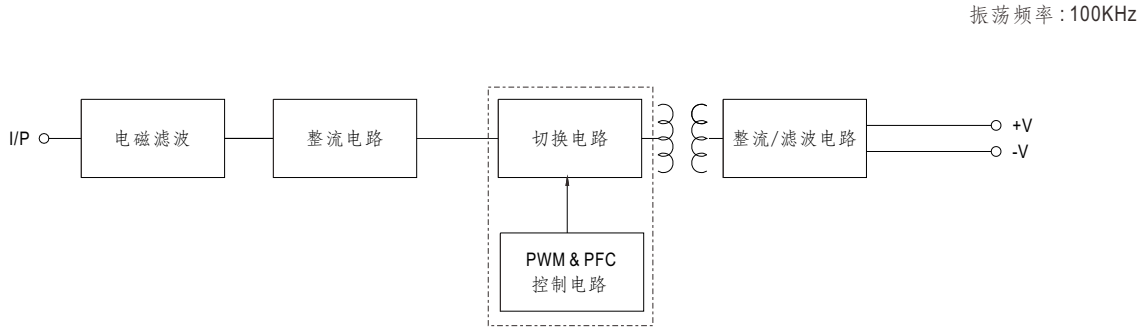 振荡频率:100KHz
I/P
电磁滤波
整流电路
切换电路
整流/滤波电路
+V
-V
PWM & PFC
控制电路